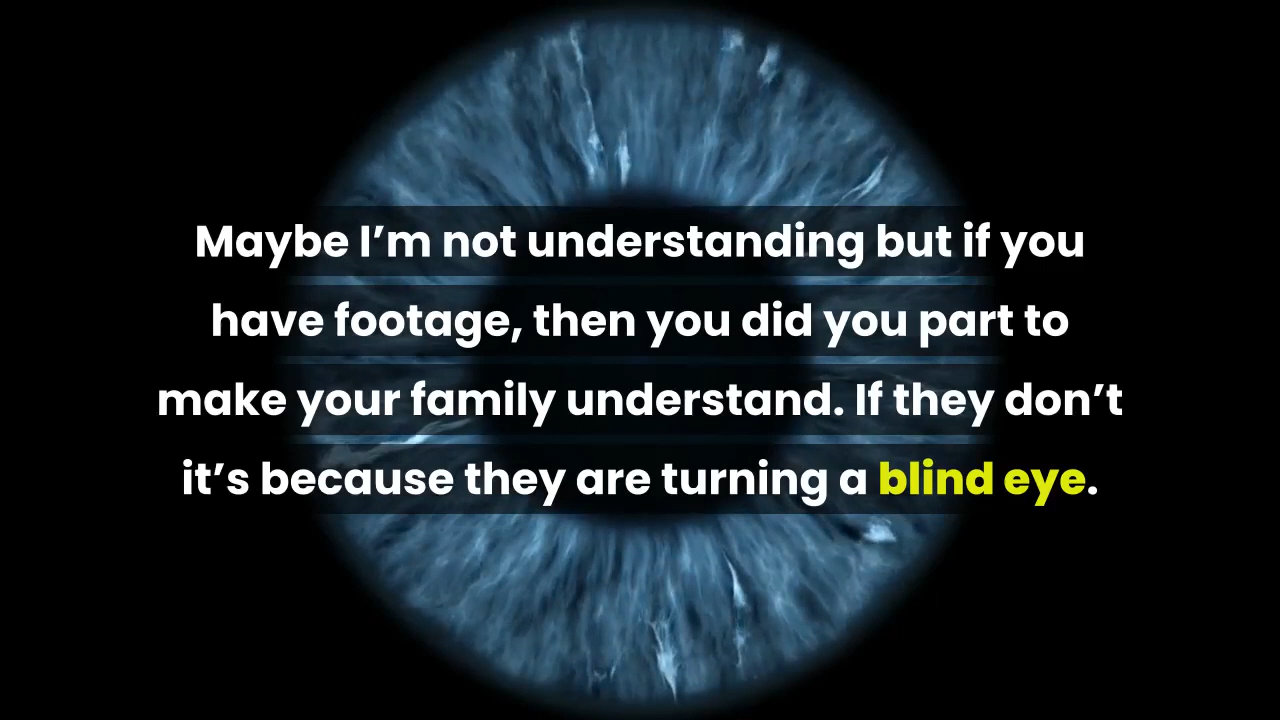 Maybe I’m not understanding but if you
have footage, then you did you part to
make your family understand. If they don’t
it’s because they are turning a blind eye.